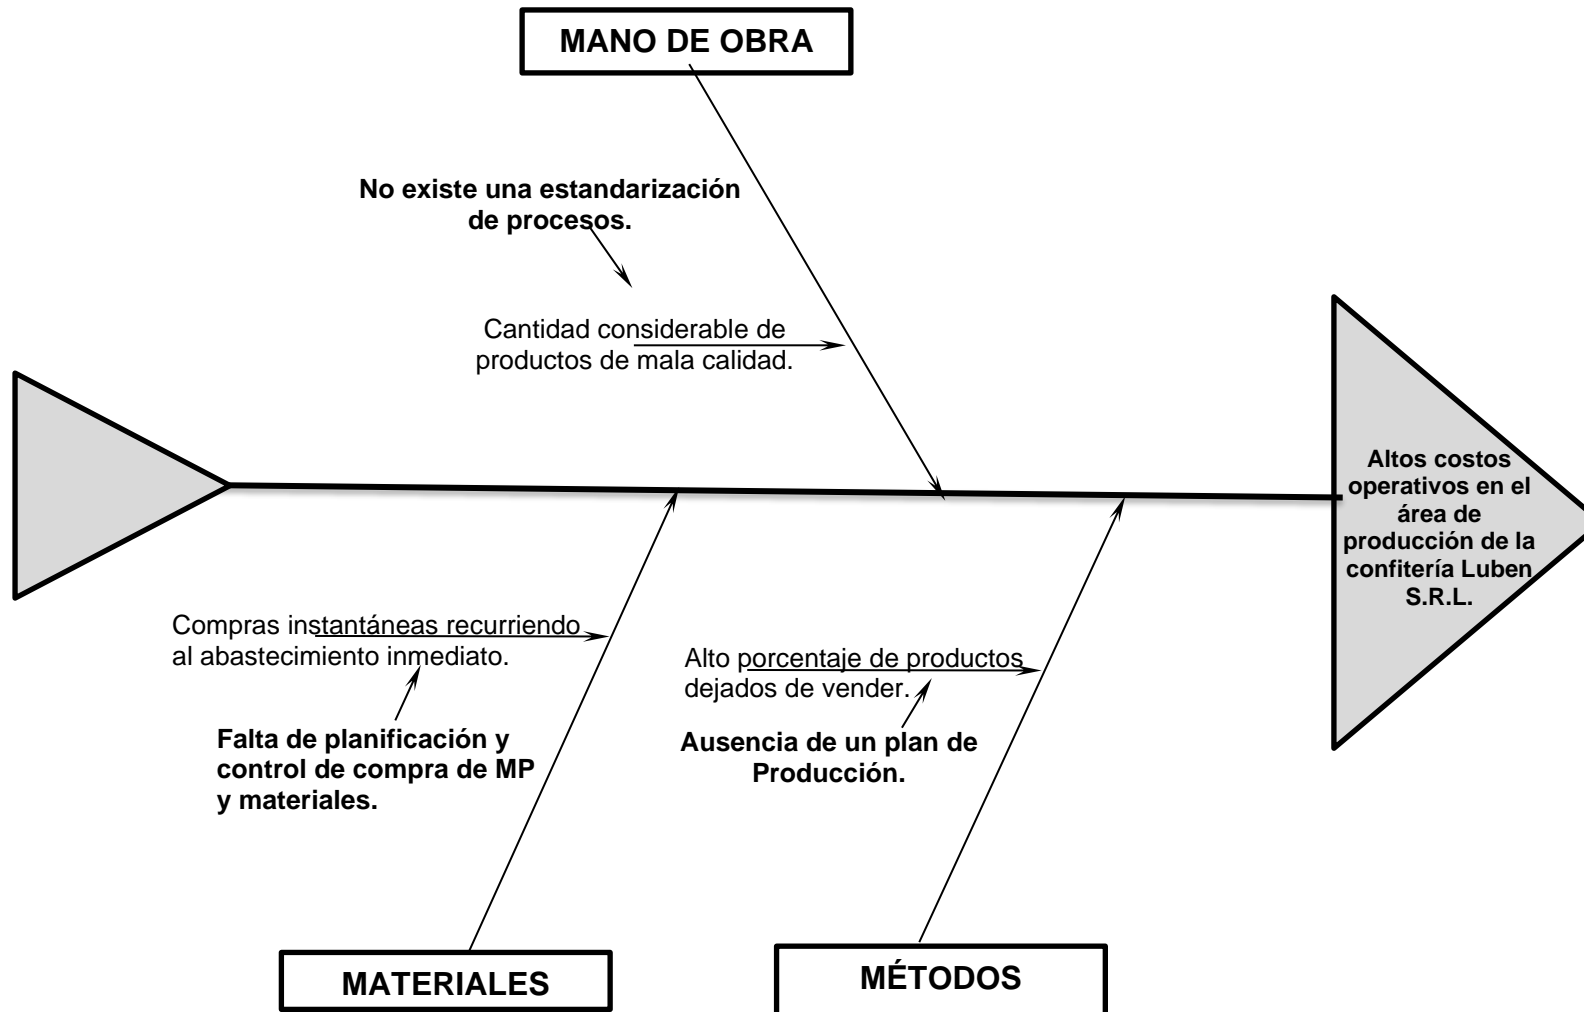 MANO DE OBRA
No existe una estandarización
de procesos.
Cantidad considerable de
productos de mala calidad.
Altos costos
operativos en el
área de
producción de la
confitería Luben
S.R.L.
Compras instantáneas recurriendo
al abastecimiento inmediato.
Falta de planificación y
control de compra de MP
y materiales.
Alto porcentaje de productos
dejados de vender.
Ausencia de un plan de
Producción.
MATERIALES
MÉTODOS